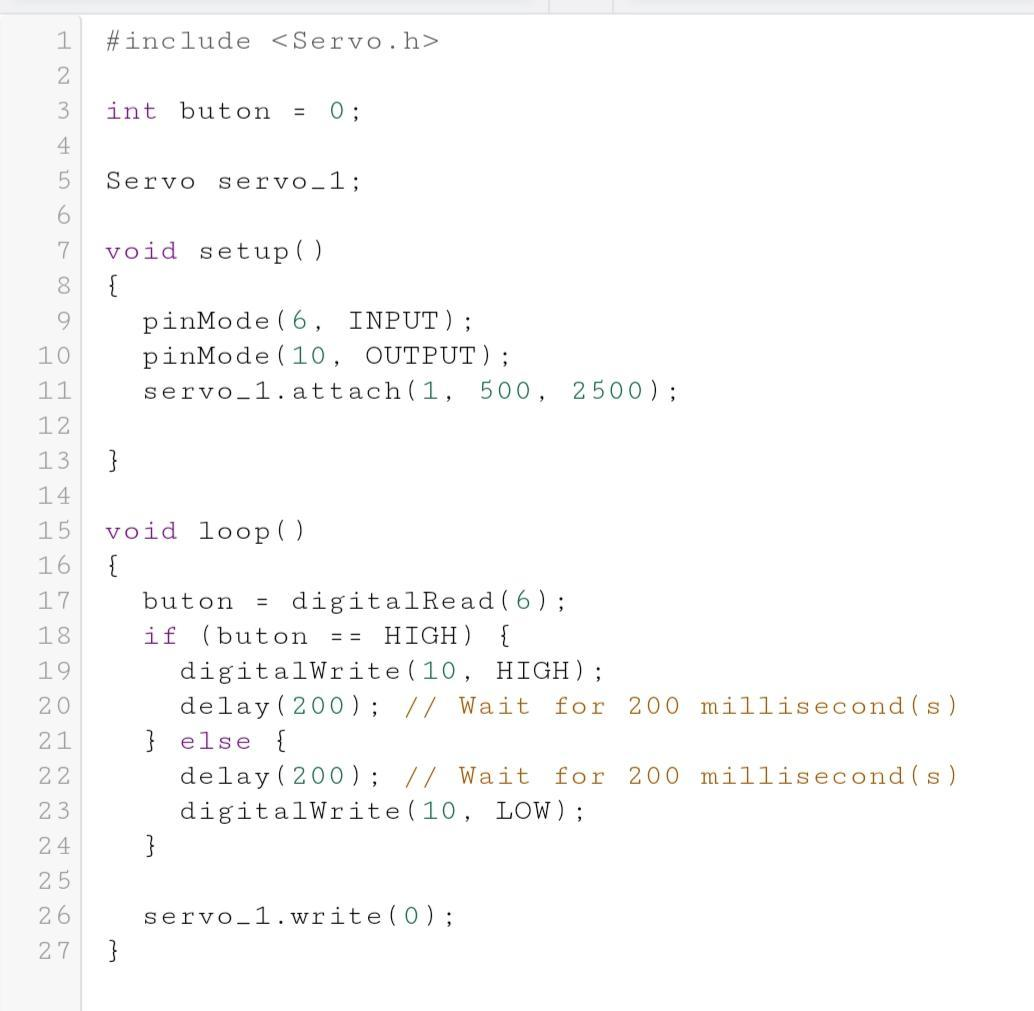 1 #include <Servo.h>
2
3 int buton = 0;
4
5 Servo servo_1;
6
7 void setup()
8 {
9 pinMode(6, INPUT);
10 pinMode(10, OUTPUT);
11 servo_1.attach(1, 500, 2500);
12
13 }
14
15 void loop()
16 {
17 buton = digitalRead(6);
18 if (buton == HIGH) {
19 digitalWrite(10, HIGH);
20 delay(200); // Wait for 200 millisecond(s)
21 } else {
22 delay(200); // Wait for 200 millisecond(s)
23 digitalWrite(10, LOW);
24 }
25
26 servo_1.write(0);
27 }